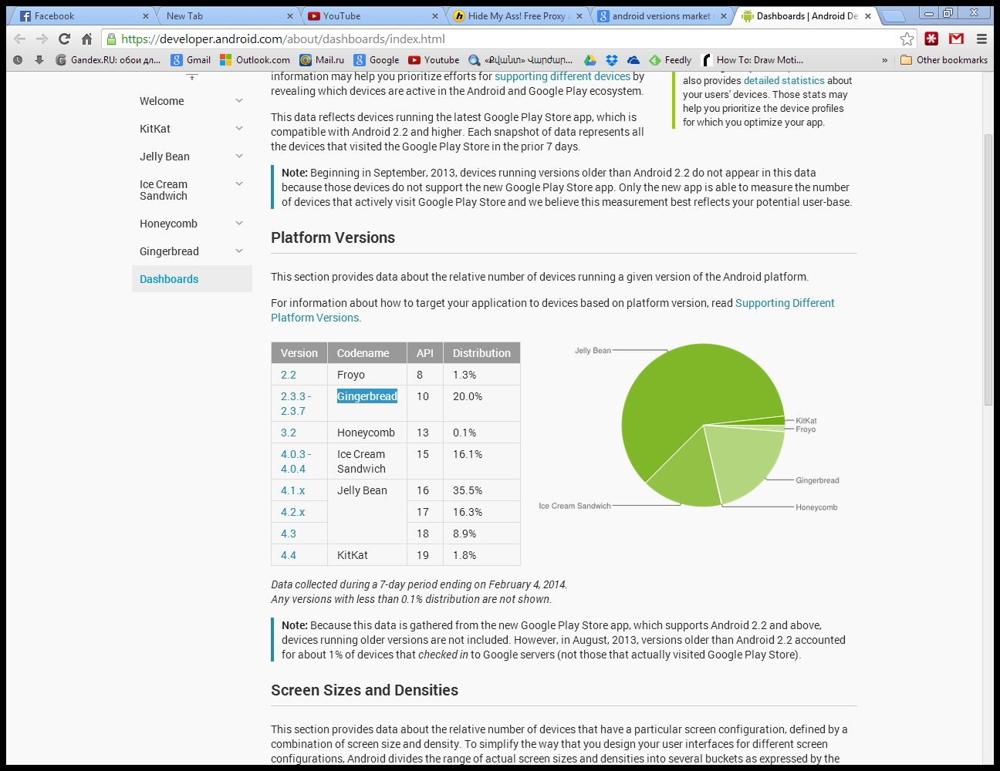 Facebook
New Tab
YouTube
Hide My Ass! Free Proxy
android versions market
Dashboards | Android De
https://developer.android.com/about/dashboards/index.html
Gandex.RU: обои дл...
Gmail
Outlook.com
Mail.ru
Google
Youtube
«Քվանտ» Վարժար...
Feedly
How To: Draw Moti...
»
Other bookmarks
Welcome
KitKat
Jelly Bean
Ice Cream
Sandwich
Honeycomb
Gingerbread
Dashboards
information may help you prioritize efforts for supporting different devices by
revealing which devices are active in the Android and Google Play ecosystem.
This data reflects devices running the latest Google Play Store app, which is
compatible with Android 2.2 and higher. Each snapshot of data represents all
the devices that visited the Google Play Store in the prior 7 days.
also provides detailed statistics about
your users' devices. Those stats may
help you prioritize the device profiles
for which you optimize your app.
Note: Beginning in September, 2013, devices running versions older than Android 2.2 do not appear in this data
because those devices do not support the new Google Play Store app. Only the new app is able to measure the number
of devices that actively visit Google Play Store and we believe this measurement best reflects your potential user-base.
Platform Versions
This section provides data about the relative number of devices running a given version of the Android platform.
For information about how to target your application to devices based on platform version, read Supporting Different
Platform Versions.
Version Codename API Distribution
2.2 Froyo 8 1.3%
2.3.3 - Gingerbread 10 20.0%
2.3.7
3.2 Honeycomb 13 0.1%
4.0.3 - Ice Cream 15 16.1%
4.0.4 Sandwich
4.1.x Jelly Bean 16 35.5%
4.2.x 17 16.3%
4.3 18 8.9%
4.4 KitKat 19 1.8%
Jelly Bean
KitKat
Froyo
Gingerbread
Ice Cream Sandwich
Honeycomb
Data collected during a 7-day period ending on February 4, 2014.
Any versions with less than 0.1% distribution are not shown.
Note: Because this data is gathered from the new Google Play Store app, which supports Android 2.2 and above,
devices running older versions are not included. However, in August, 2013, versions older than Android 2.2 accounted
for about 1% of devices that checked in to Google servers (not those that actually visited Google Play Store).
Screen Sizes and Densities
This section provides data about the relative number of devices that have a particular screen configuration, defined by a
combination of screen size and density. To simplify the way that you design your user interfaces for different screen
configurations, Android divides the range of actual screen sizes and densities into several buckets as expressed by the